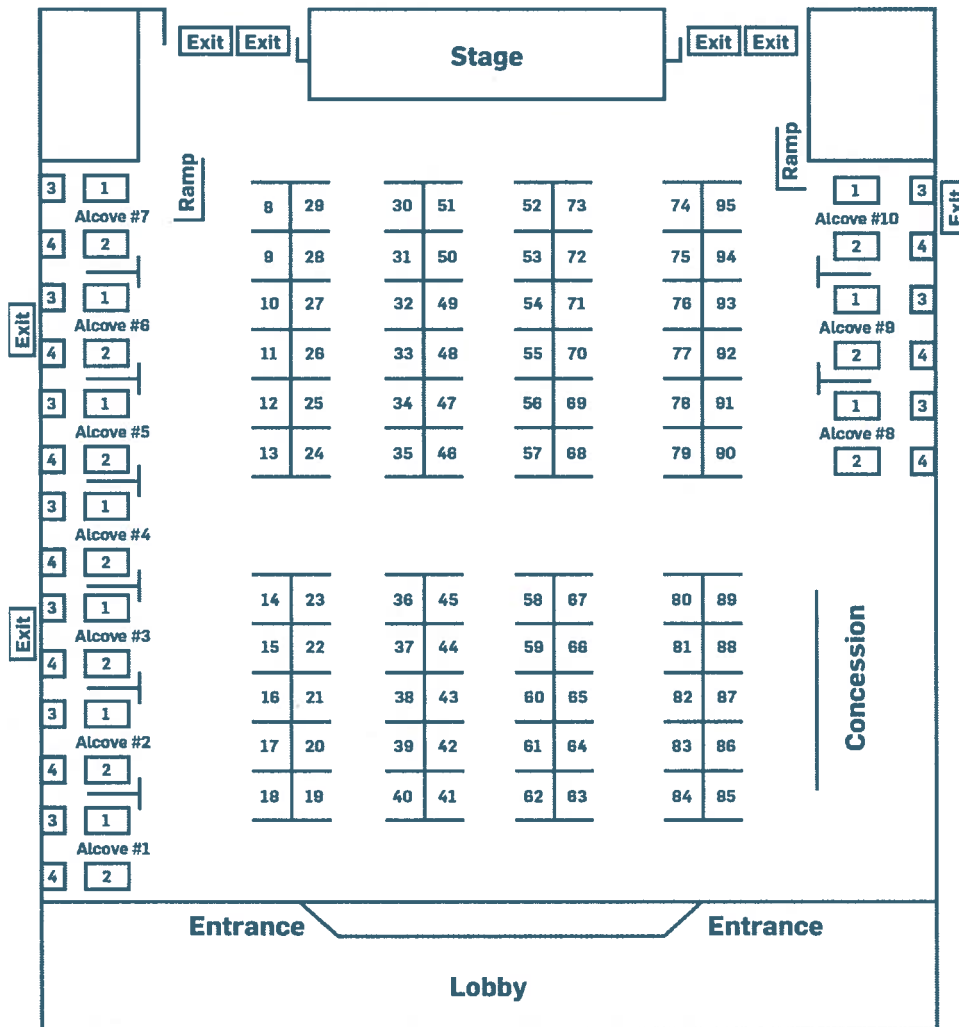 Exit Exit Stage Exit Exit
Ramp Ramp
3 1 8 29 30 51 52 73 74 95 1 3 Exit
Alcove #7 Alcove #10
4 2 9 28 31 50 53 72 75 94 2 4
3 1 10 27 32 49 54 71 76 93 1 3
Exit Alcove #6 Alcove #9
4 2 11 26 33 48 55 70 77 92 2 4
3 1 12 25 34 47 56 69 78 91 1 3
Alcove #5 Alcove #8
4 2 13 24 35 46 57 68 79 90 2 4
3 1
Alcove #4
4 2
3 1 14 23 36 45 58 67 80 89
Exit Alcove #3
4 2 15 22 37 44 59 66 81 88
3 1 16 21 38 43 60 65 82 87 Concession
Alcove #2
4 2 17 20 39 42 61 64 83 86
3 1 18 19 40 41 62 63 84 85
Alcove #1
4 2
Entrance Entrance
Lobby